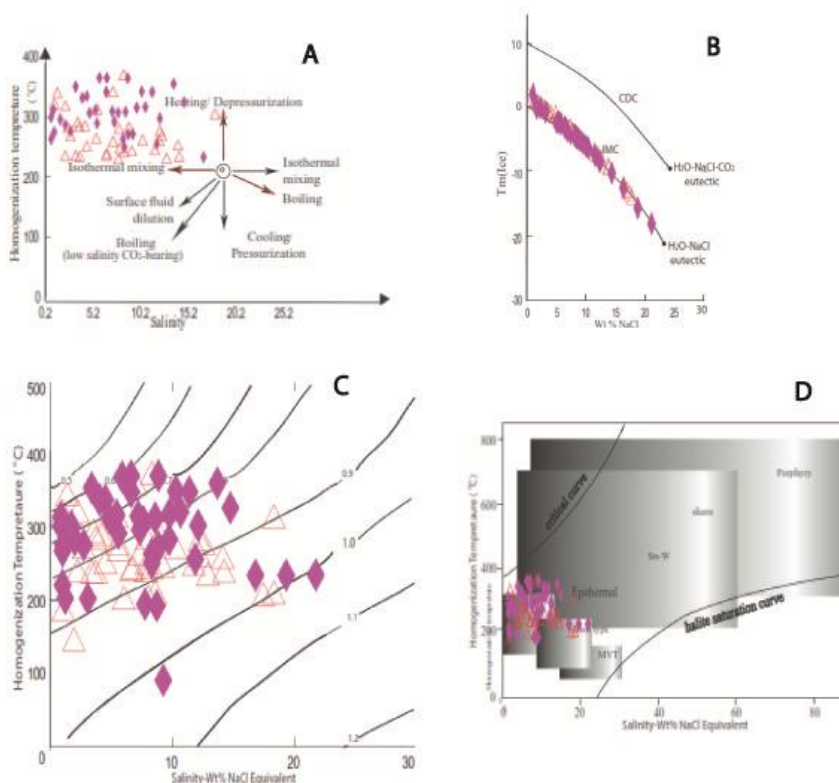 A
400
300
200
100
0
Homogenization tempreture
(°C)
Heating/ Depressurization
Isothermal mixing
Isothermal
mixing
Boiling
Surface fluid
dilution
Boiling
(low salinity CO₂-bearing)
Cooling/
Pressurization
0.2
5.2
10.2
15.2
20.2
25.2
Salinity
B
10
0
-10
-20
-30
Tm(Ice)
CDC
IMC
H₂O-NaCl-CO₂
eutectic
H₂O-NaCl
eutectic
0
5
10
15
20
25
30
Wt % NaCl
C
500
400
300
200
100
0
Homogenization Tempretaure (°C)
0.9
1.0
1.1
1.2
10
20
30
Salinity-Wt% NaCl Equivalent
D
800
600
400
200
0
Homogenization Tempretaure (°C)
critical curve
Porphyry
skarn
Sn-W
Epithermal
MVT
halite saturation curve
0
20
40
60
80
Salinity-Wt% NaCl Equivalent